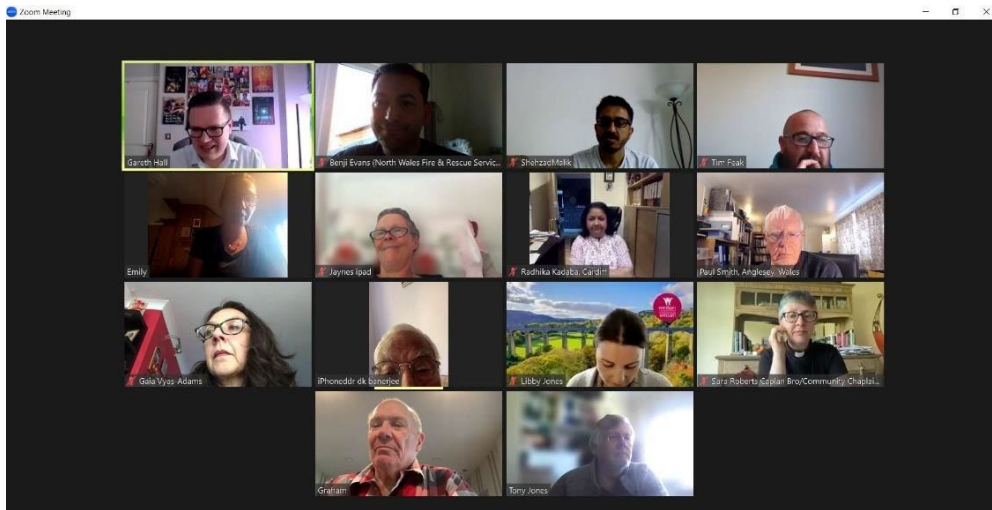 Zoom Meeting
Gareth Hall
Benji Evans (North Wales Fire & Rescue Servic...
ShehzadMalik
Tim Feak
Emily
Jaynes ipad
Radhika Kadaba, Cardiff
Paul Smith, Anglesey, Wales
Gaia Vyas-Adams
iPhoneddr dk banerjee
Libby Jones
Sara Roberts Caplan Bro/Community Chaplai...
Graham
Tony Jones